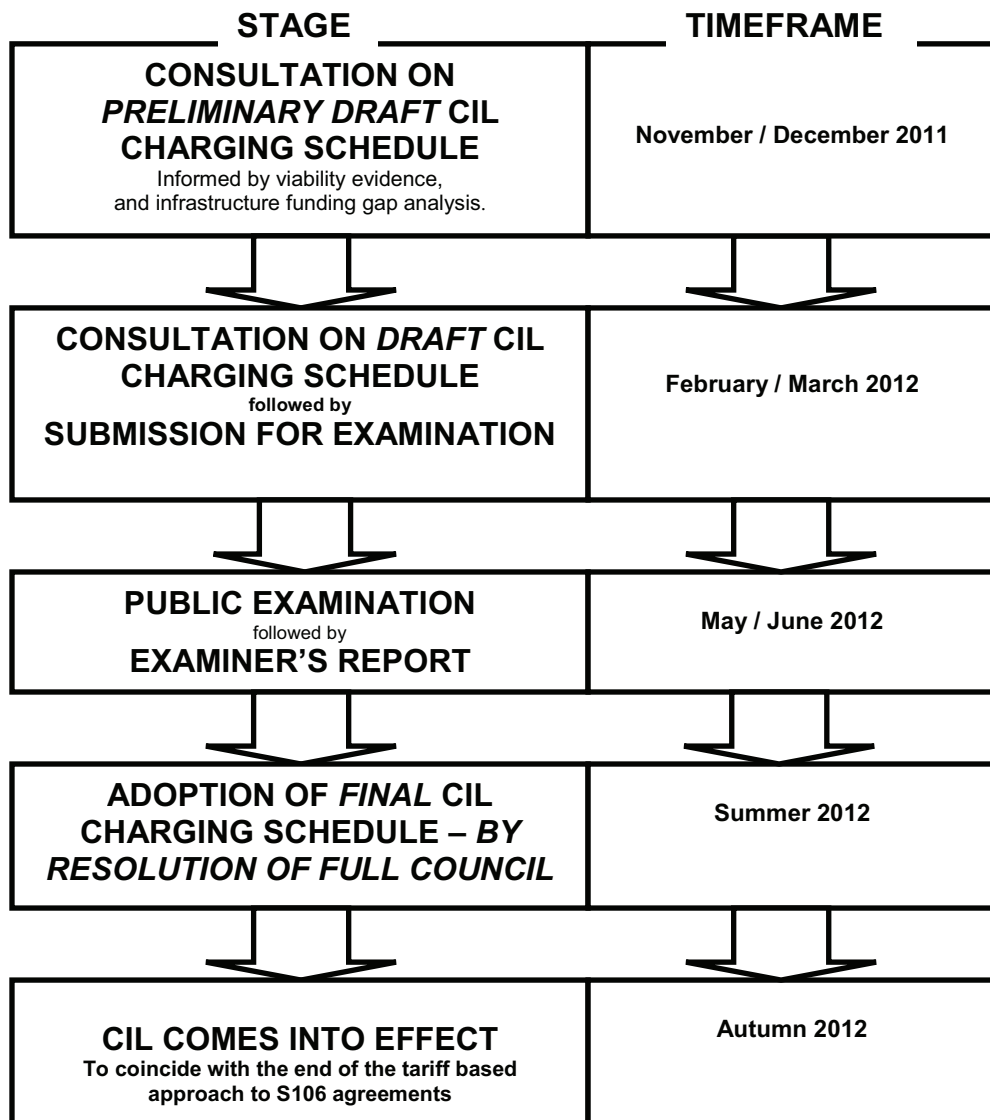 STAGE
TIMEFRAME
CONSULTATION ON
PRELIMINARY DRAFT CIL
CHARGING SCHEDULE
Informed by viability evidence,
and infrastructure funding gap analysis.
November / December 2011
CONSULTATION ON DRAFT CIL
CHARGING SCHEDULE
followed by
SUBMISSION FOR EXAMINATION
February / March 2012
PUBLIC EXAMINATION
followed by
EXAMINER’S REPORT
May / June 2012
ADOPTION OF FINAL CIL
CHARGING SCHEDULE – BY
RESOLUTION OF FULL COUNCIL
Summer 2012
CIL COMES INTO EFFECT
To coincide with the end of the tariff based
approach to S106 agreements
Autumn 2012